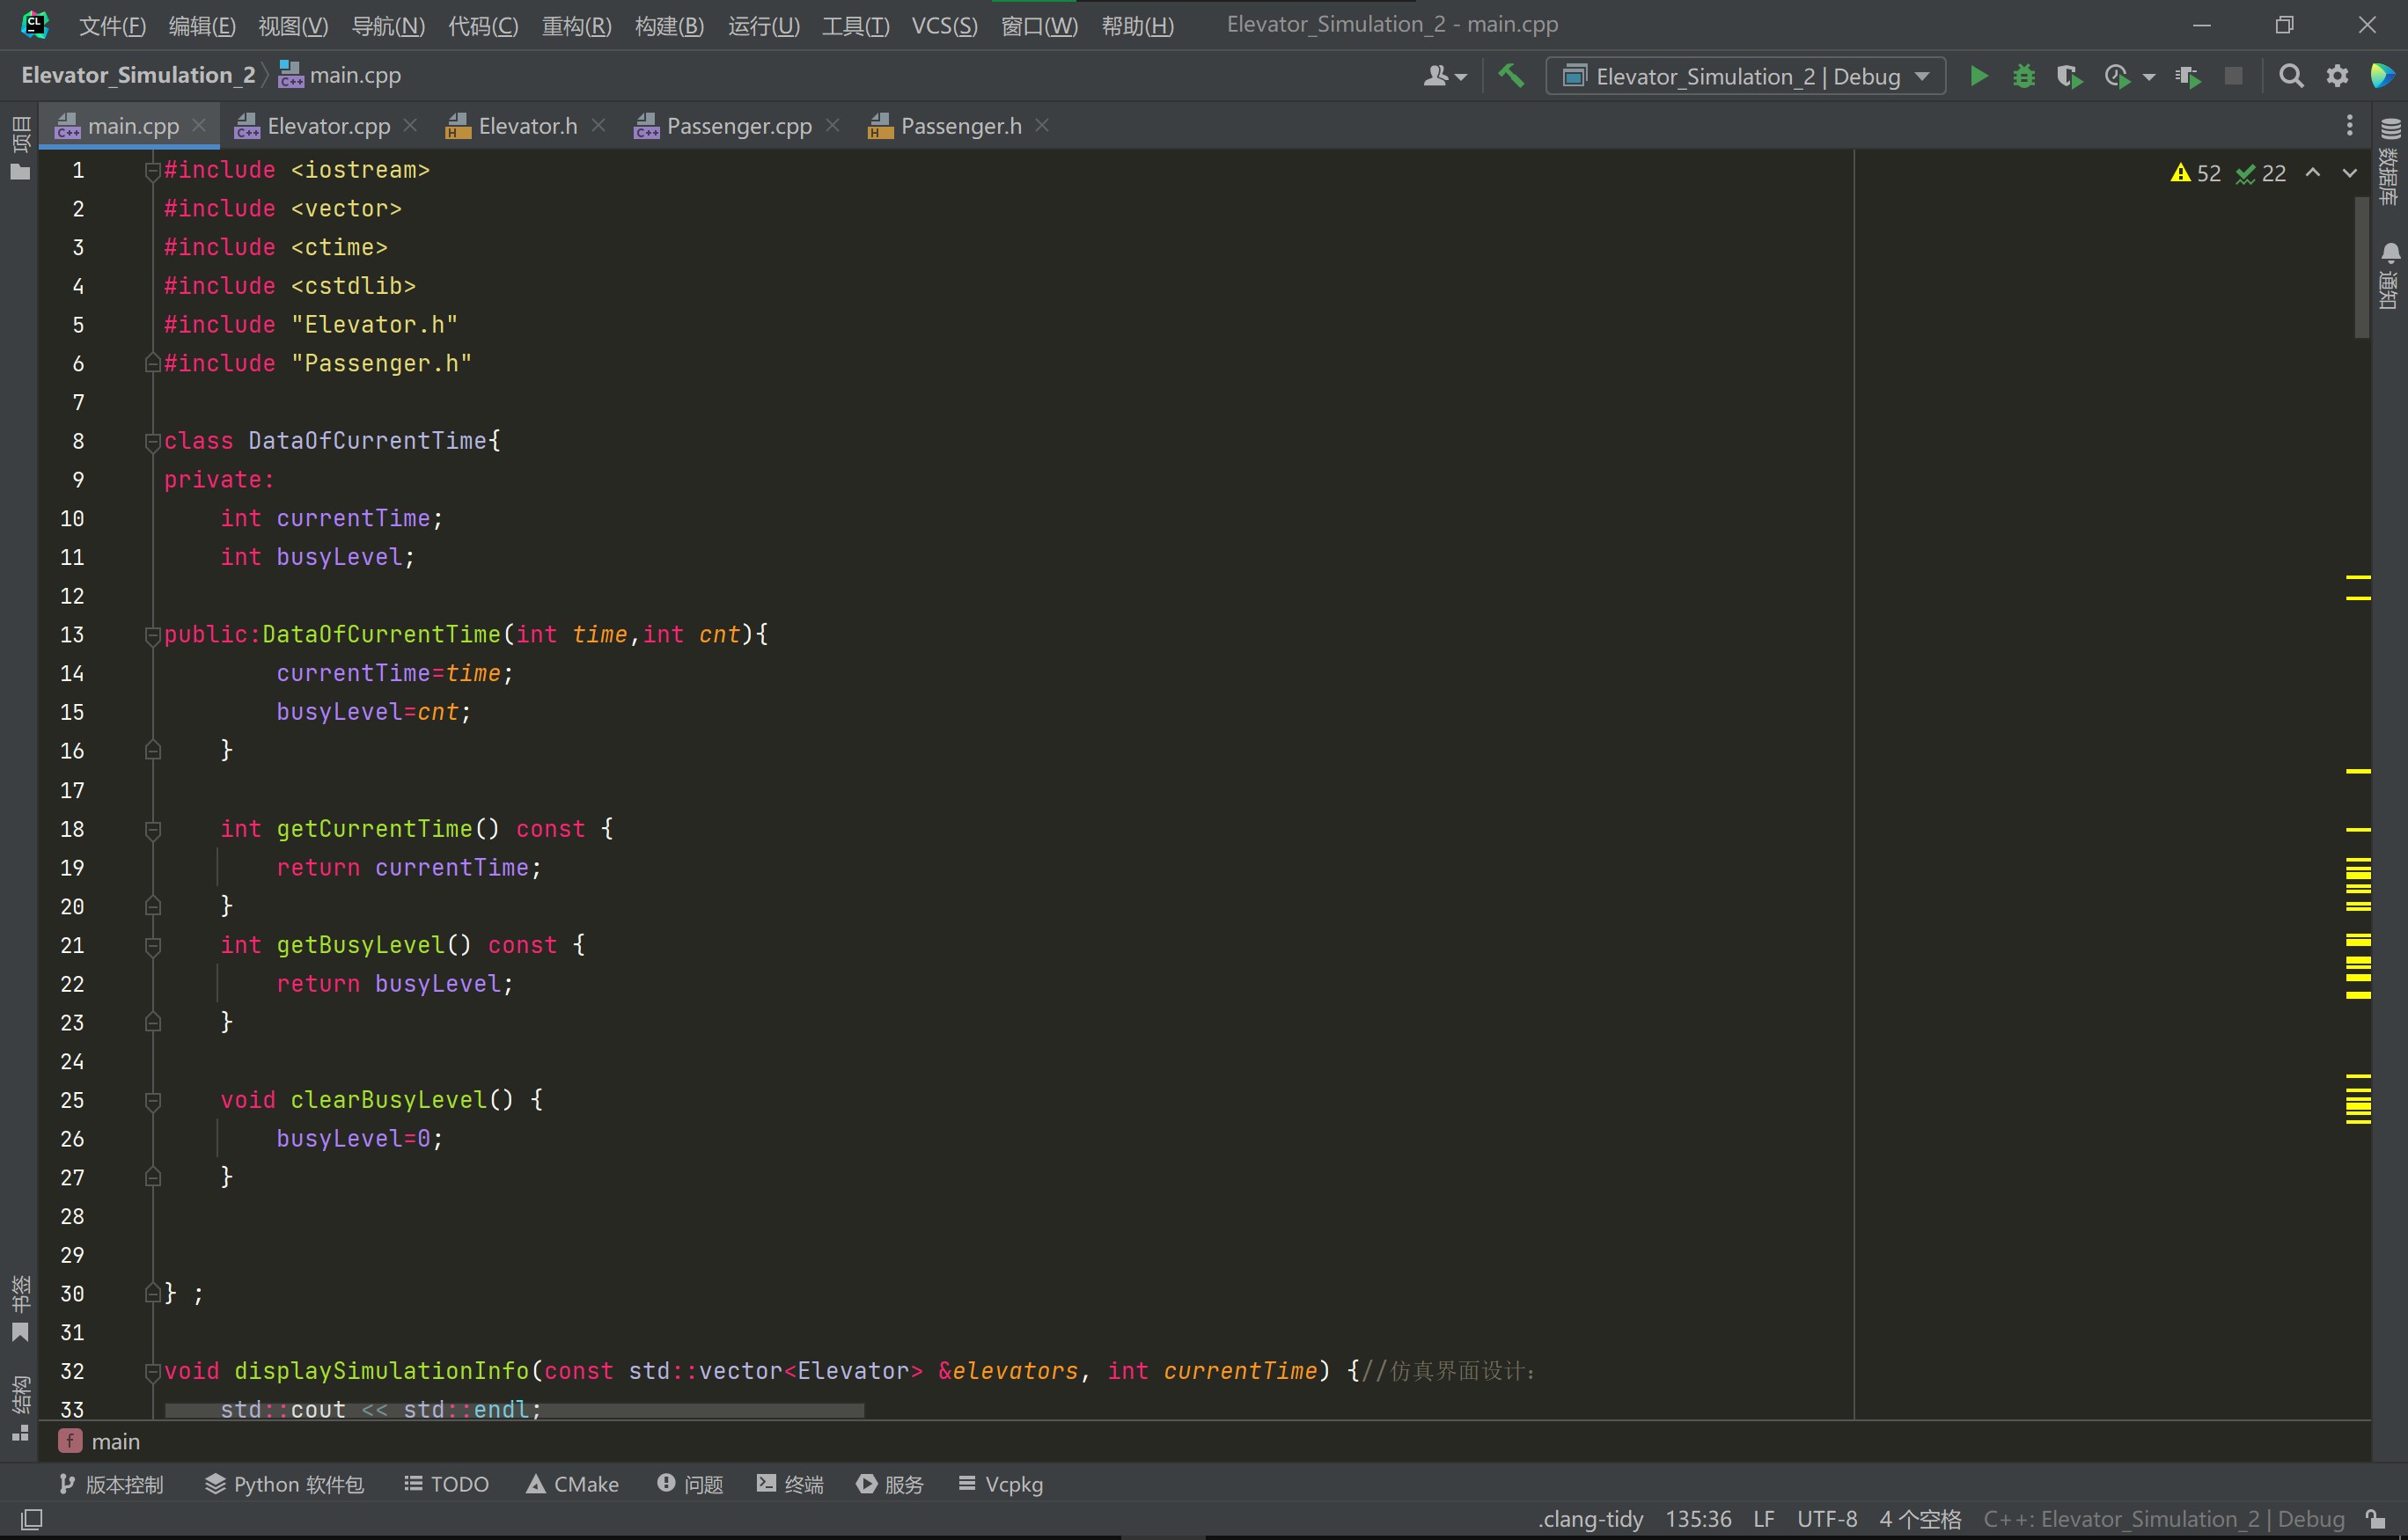 CL 文件(F) 编辑(E) 视图(V) 导航(N) 代码(C) 重构(R) 构建(B) 运行(U) 工具(T) VCS(S) 窗口(W) 帮助(H) Elevator_Simulation_2 - main.cpp
Elevator_Simulation_2 main.cpp Elevator_Simulation_2 | Debug
main.cpp Elevator.cpp Elevator.h Passenger.cpp Passenger.h
项目
52 22
数据库
通知
1 #include <iostream>
2 #include <vector>
3 #include <ctime>
4 #include <cstdlib>
5 #include "Elevator.h"
6 #include "Passenger.h"
7
8 class DataOfCurrentTime{
9 private:
10     int currentTime;
11     int busyLevel;
12
13 public:DataOfCurrentTime(int time,int cnt){
14         currentTime=time;
15         busyLevel=cnt;
16     }
17
18     int getCurrentTime() const {
19         return currentTime;
20     }
21     int getBusyLevel() const {
22         return busyLevel;
23     }
24
25     void clearBusyLevel() {
26         busyLevel=0;
27     }
28
29
30 } ;
31
32 void displaySimulationInfo(const std::vector<Elevator> &elevators, int currentTime) {//仿真界面设计：
33     std::cout << std::endl;
书签
结构
f main
版本控制 Python 软件包 TODO CMake 问题 终端 服务 Vcpkg
.clang-tidy 135:36 LF UTF-8 4 个空格 C++: Elevator_Simulation_2 | Debug